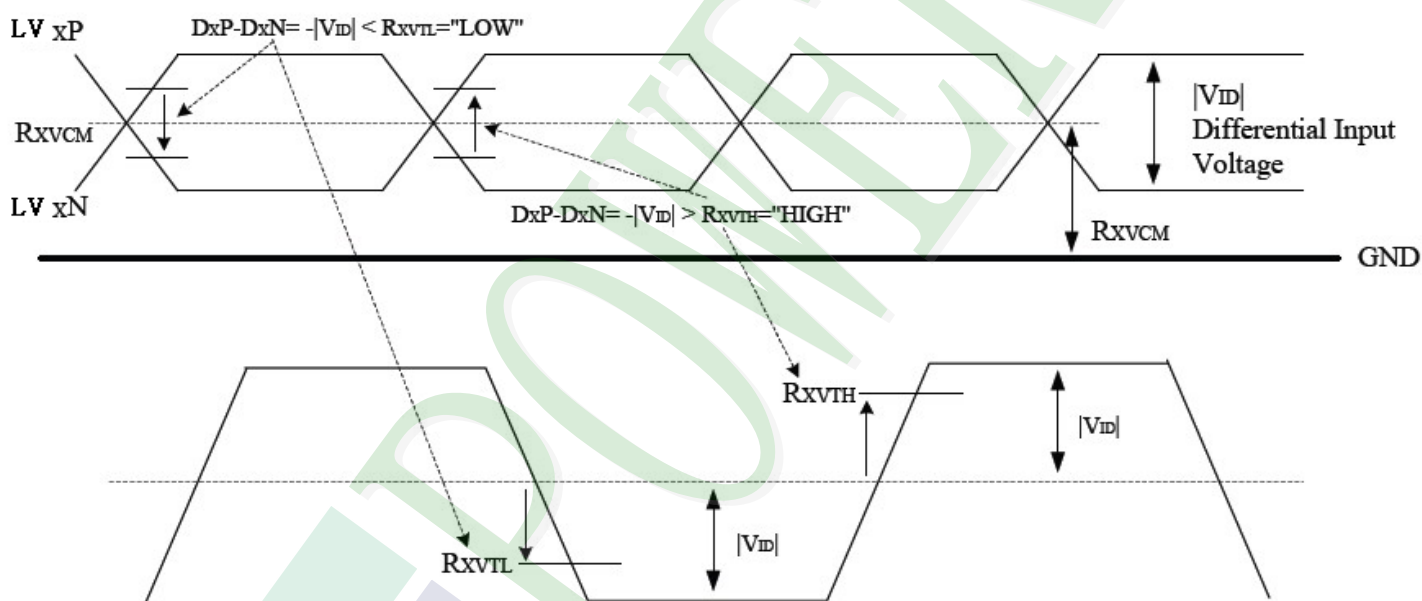 LV xP
DxP-DxN= -|VID| < RXVTL="LOW"
RXVCM
|VID|
Differential Input
Voltage
LV xN
DxP-DxN= -|VID| > RXVTH="HIGH"
RXVCM
GND
RXVTH
|VID|
|VID|
RXVTL
POWE